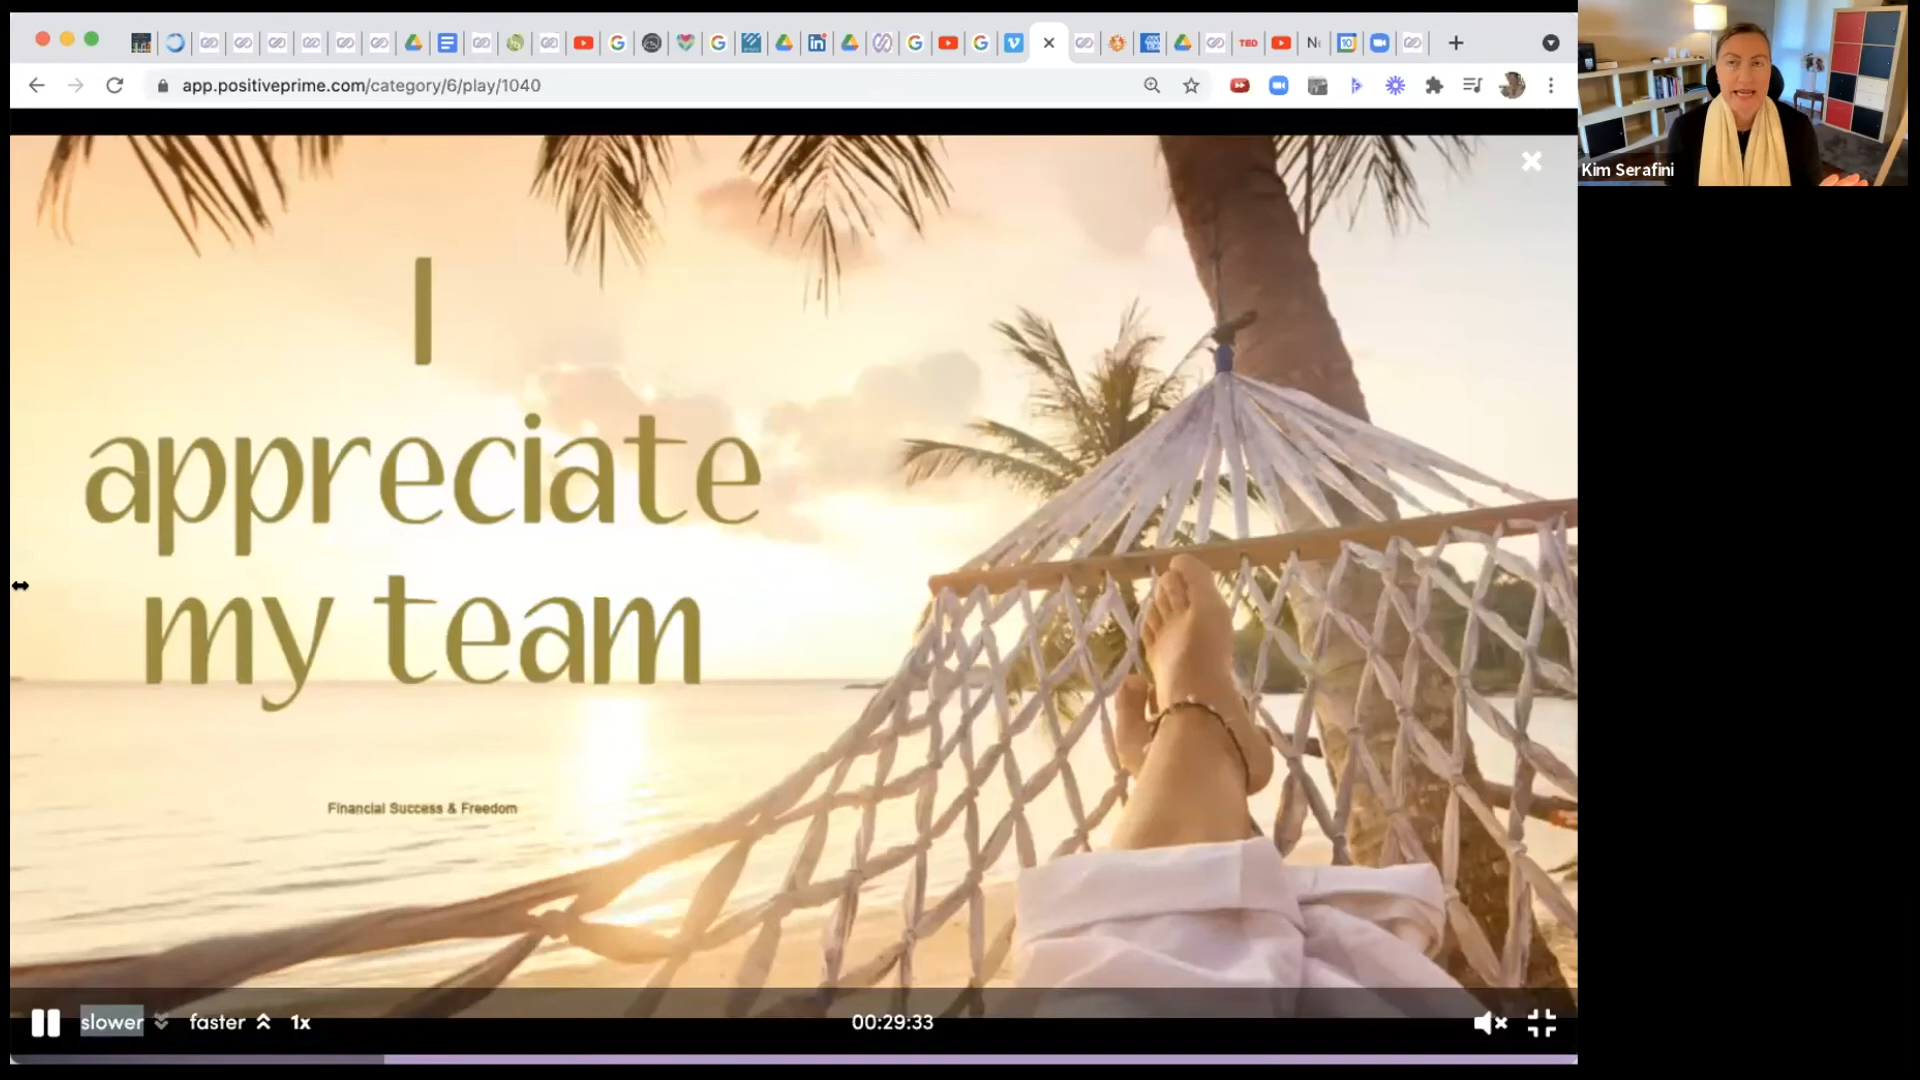 app.positiveprime.com/category/6/play/1040
Kim Serafini
I
appreciate
my team
Financial Success & Freedom
slower
faster
1x
00:29:33